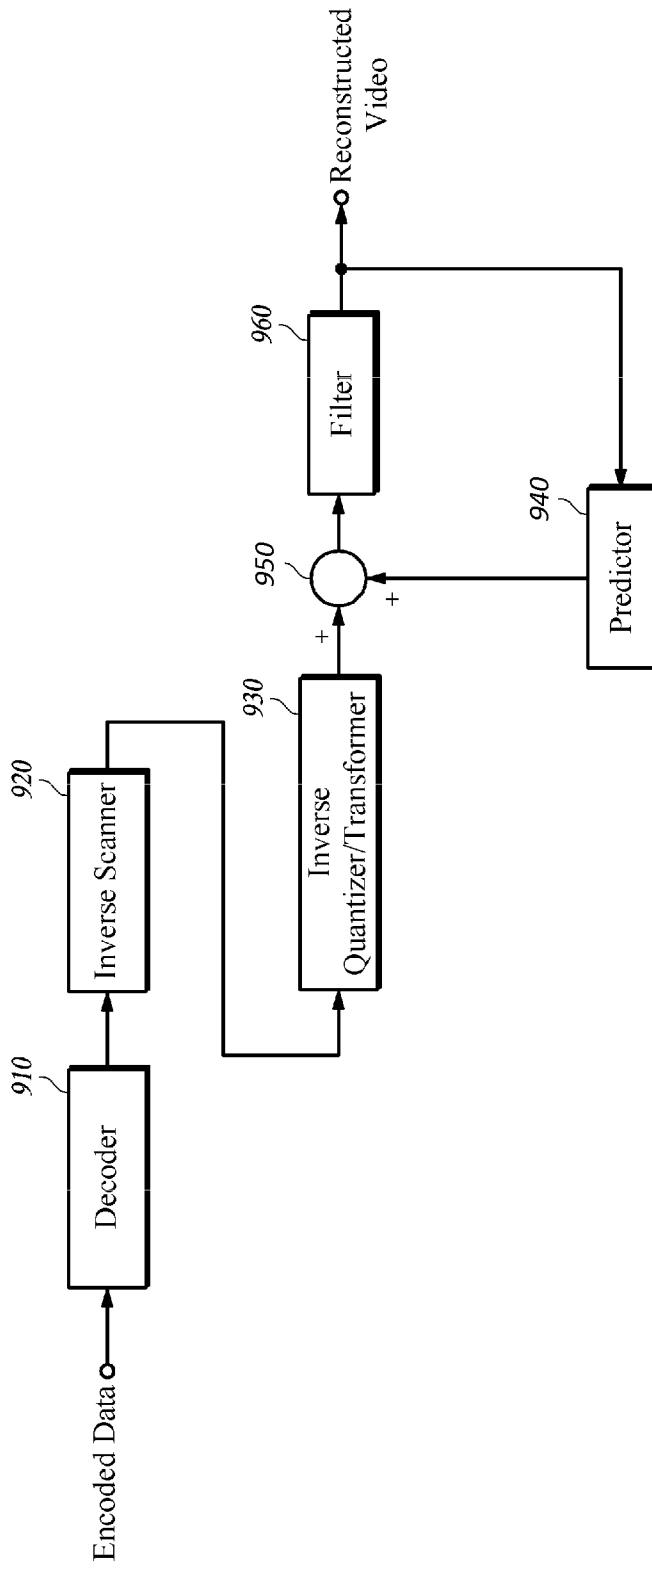 Encoded Data
910
Decoder
920
Inverse Scanner
930
Inverse
Quantizer/Transformer
+
+
950
960
Filter
Reconstructed
Video
940
Predictor